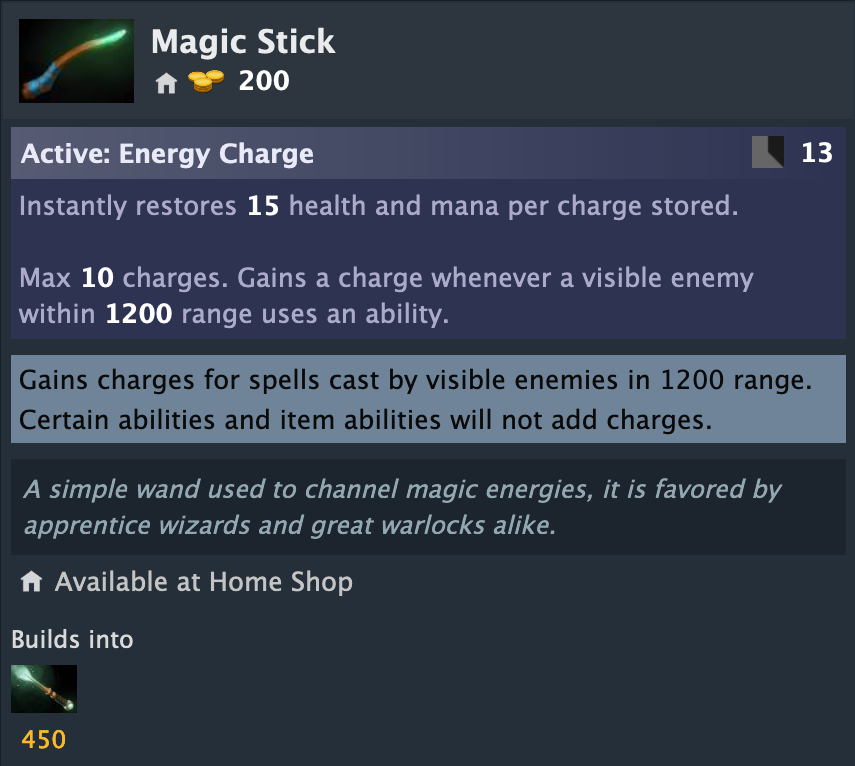 Magic Stick
200
Active: Energy Charge 13
Instantly restores 15 health and mana per charge stored.
Max 10 charges. Gains a charge whenever a visible enemy
within 1200 range uses an ability.
Gains charges for spells cast by visible enemies in 1200 range.
Certain abilities and item abilities will not add charges.
A simple wand used to channel magic energies, it is favored by
apprentice wizards and great warlocks alike.
Available at Home Shop
Builds into
450